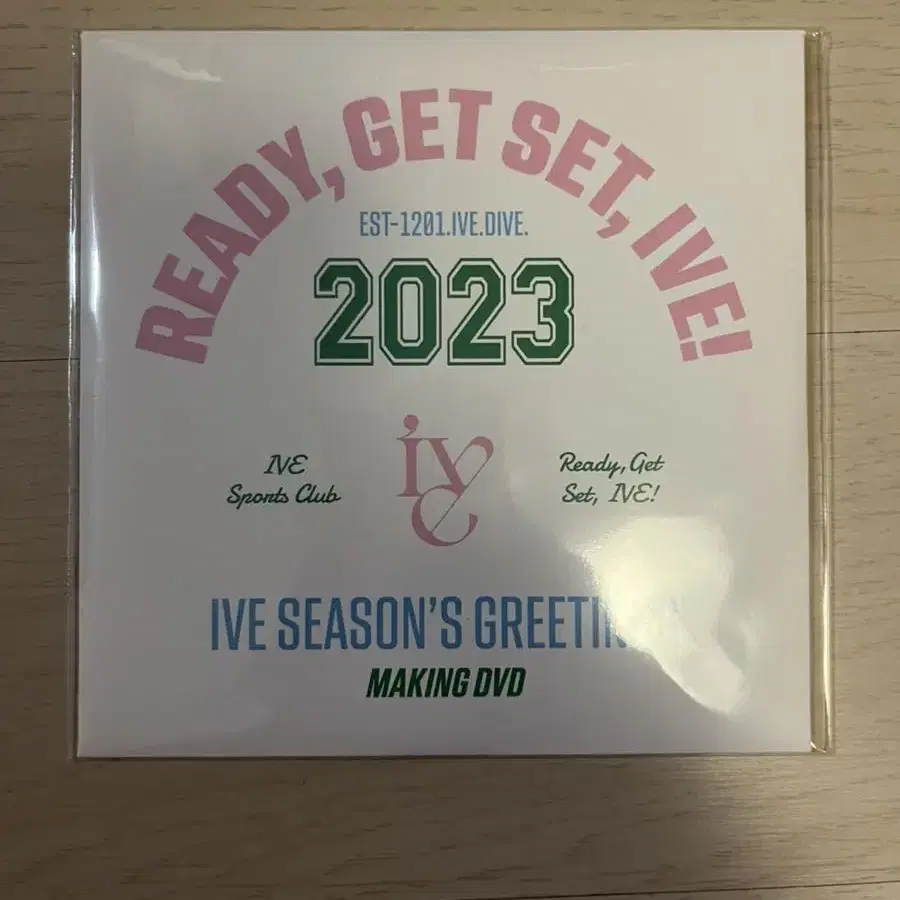 READY, GET SET, IVE!
EST-1201.IVE.DIVE.
2023
IVE
Sports Club
ive
Ready, Get
Set, IVE!
IVE SEASON'S
MAKING DVD